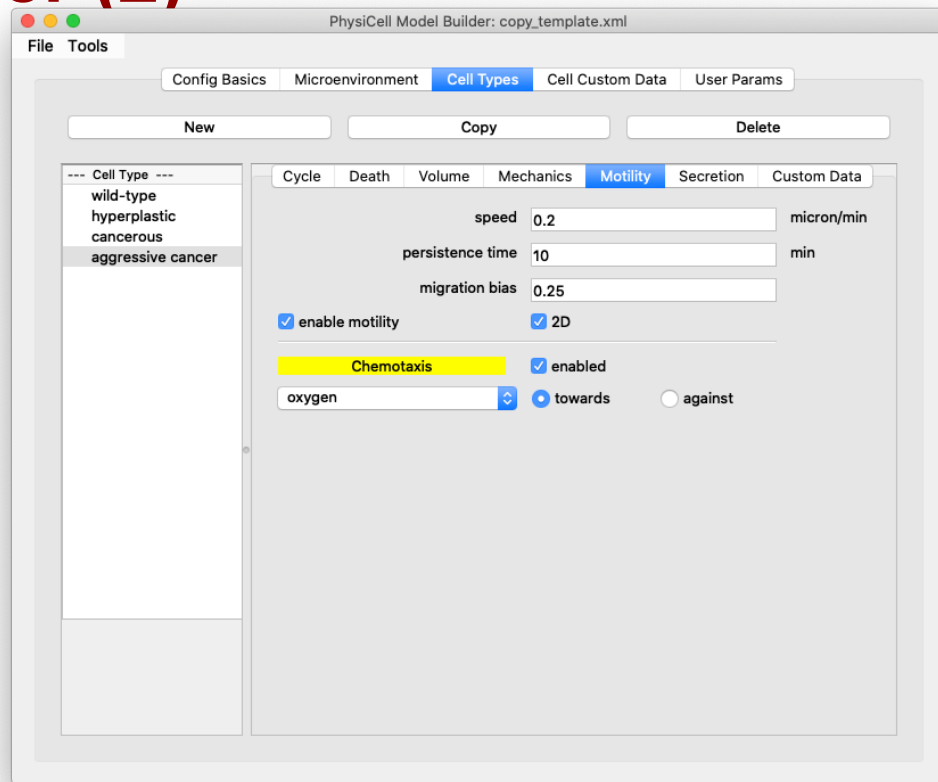 PhysiCell Model Builder: copy_template.xml
File Tools
Config Basics Microenvironment Cell Types Cell Custom Data User Params
New Copy Delete
--- Cell Type ---
wild-type
hyperplastic
cancerous
aggressive cancer
Cycle Death Volume Mechanics Motility Secretion Custom Data
speed 0.2 micron/min
persistence time 10 min
migration bias 0.25
enable motility 2D
Chemotaxis enabled
oxygen towards against